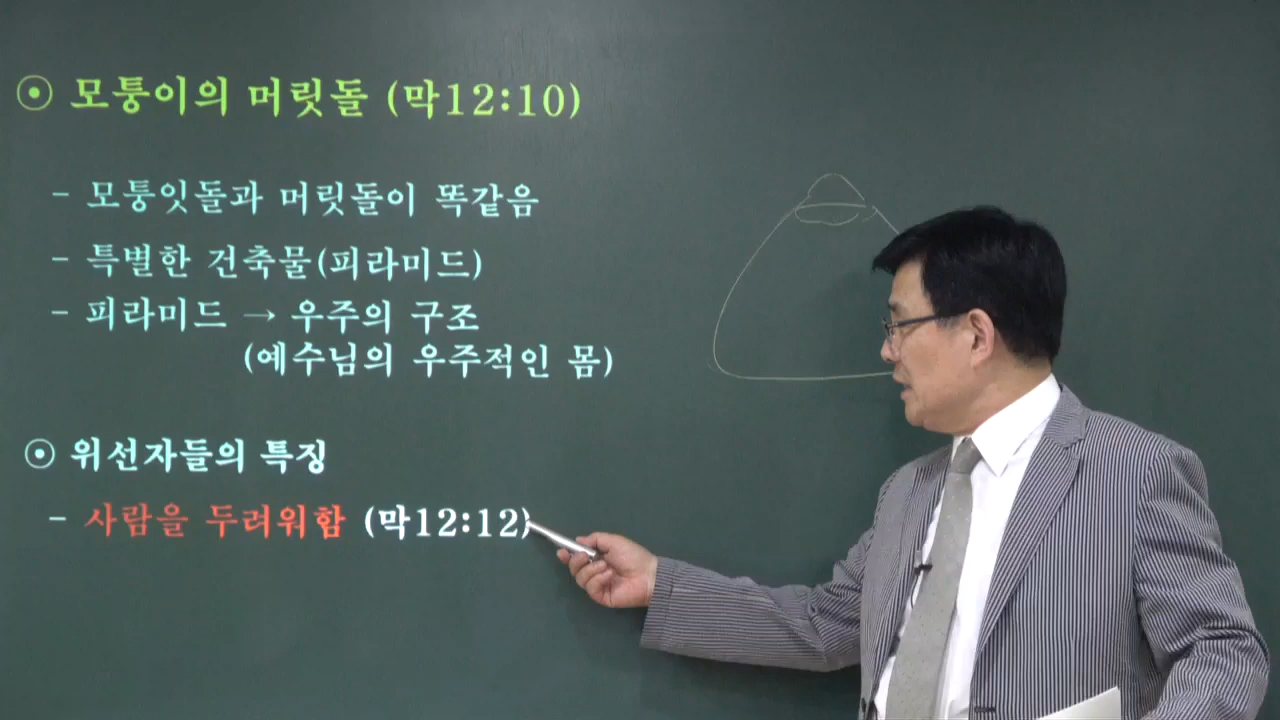 ⊙ 모퉁이의 머릿돌 (막12:10)
- 모퉁잇돌과 머릿돌이 똑같음
- 특별한 건축물(피라미드)
- 피라미드 → 우주의 구조
(예수님의 우주적인 몸)
⊙ 위선자들의 특징
- 사람을 두려워함 (막12:12)